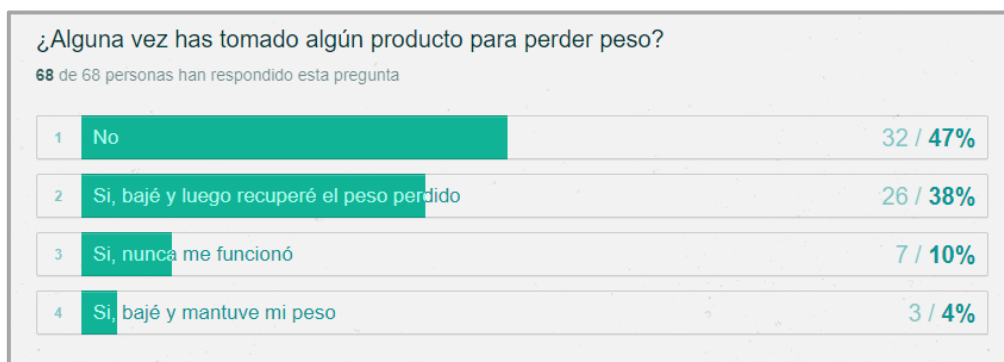 ¿Alguna vez has tomado algún producto para perder peso?
68 de 68 personas han respondido esta pregunta
1 No 32 / 47%
2 Si, bajé y luego recuperé el peso perdido 26 / 38%
3 Si, nunca me funcionó 7 / 10%
4 Si, bajé y mantuve mi peso 3 / 4%